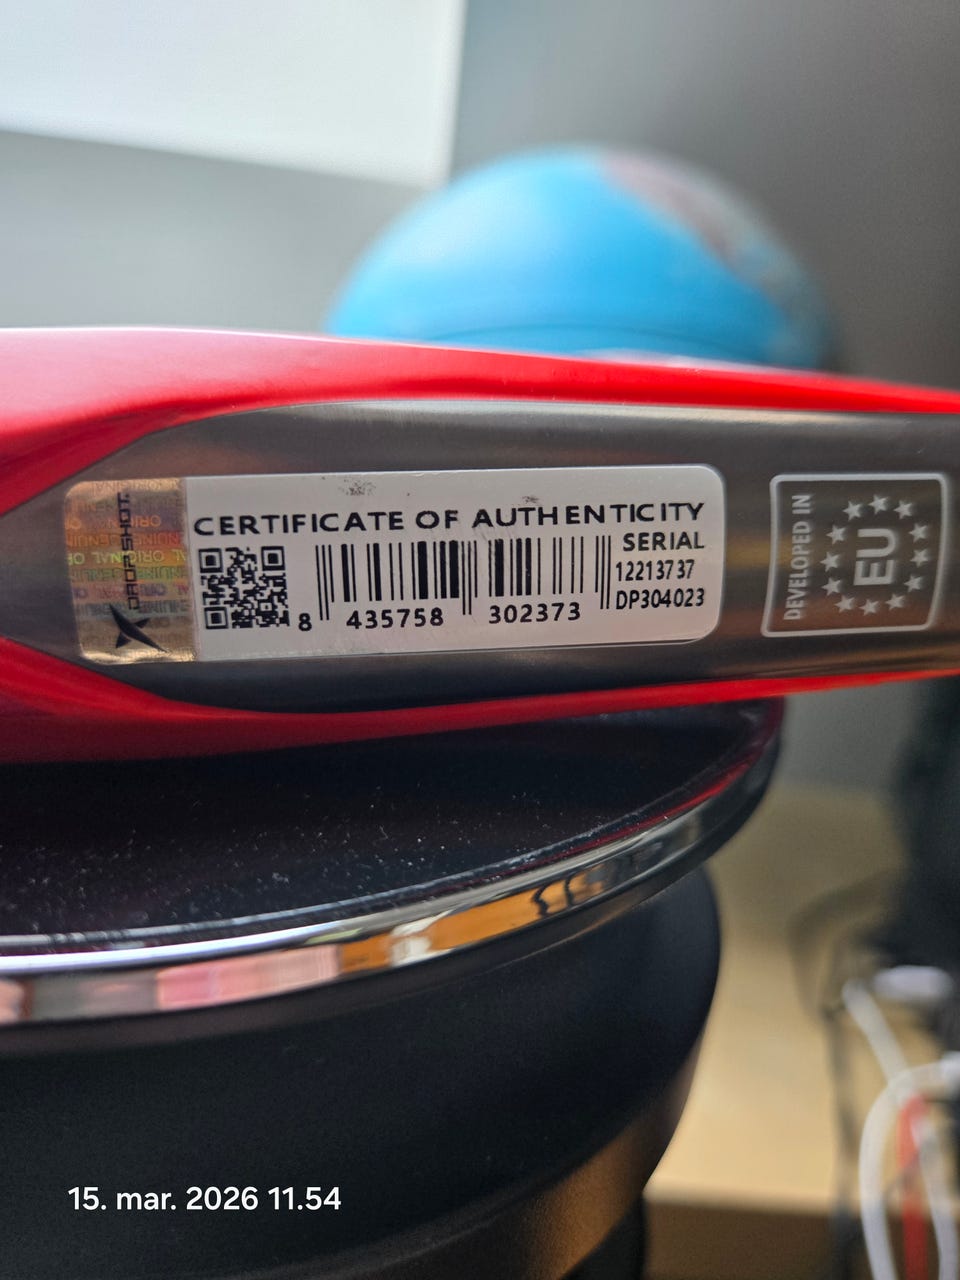 CERTIFICATE OF AUTHENTICITY
SERIAL
12213737
DP304023
8 435758 302373
DROPSHOT
DEVELOPED IN
EU
15. mar. 2026 11.54